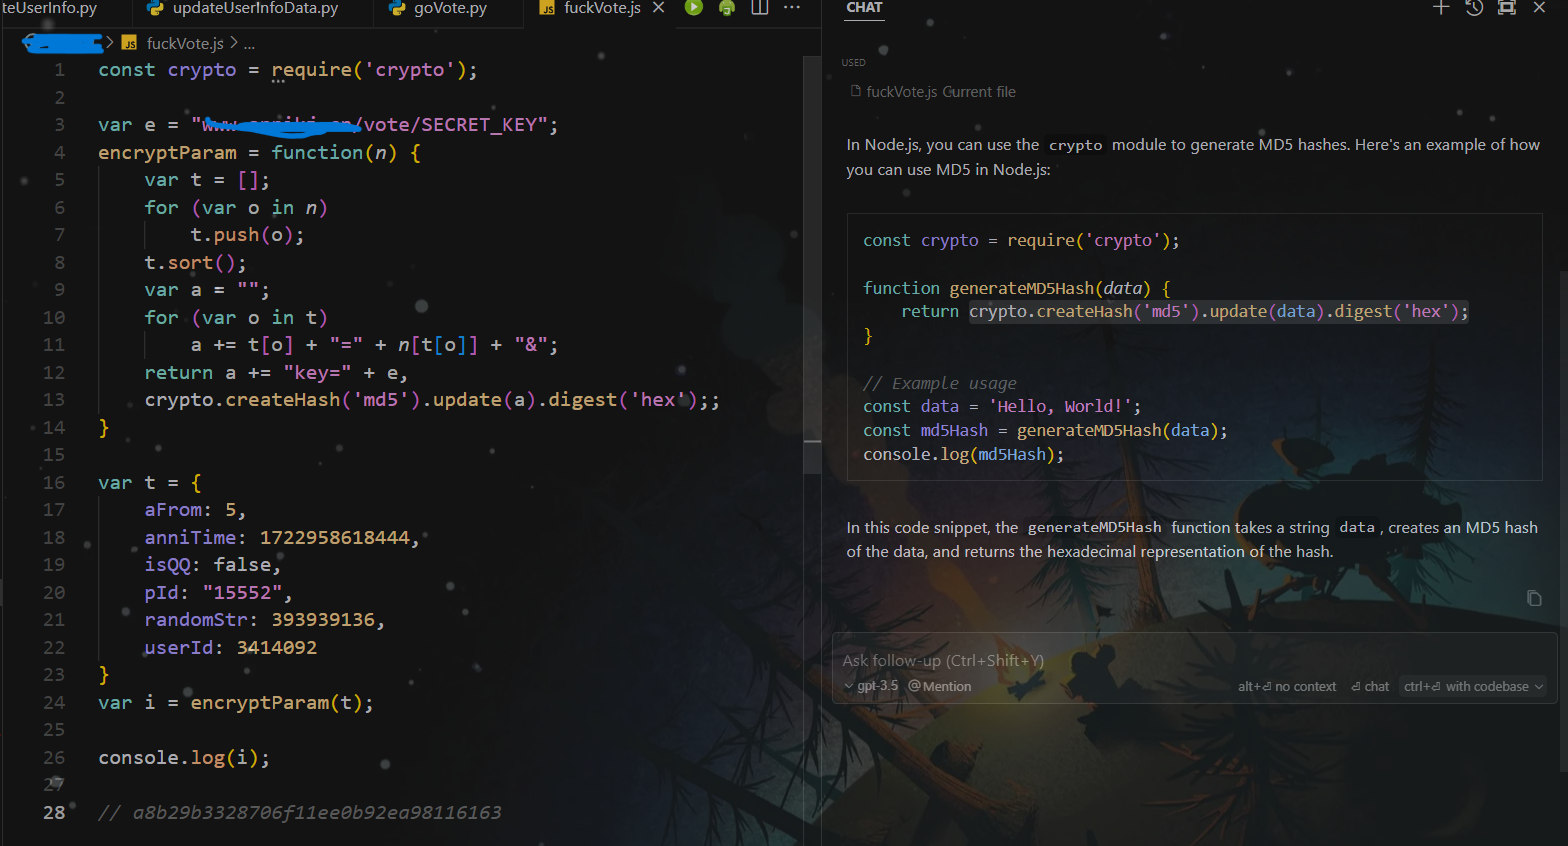 teUserInfo.py updateUserInfoData.py goVote.py JS fuckVote.js
JS fuckVote.js > ...
1 const crypto = require('crypto');
2
3 var e = "/vote/SECRET_KEY";
4 encryptParam = function(n) {
5 var t = [];
6 for (var o in n)
7 t.push(o);
8 t.sort();
9 var a = "";
10 for (var o in t)
11 a += t[o] + "=" + n[t[o]] + "&";
12 return a += "key=" + e,
13 crypto.createHash('md5').update(a).digest('hex');;
14 }
15
16 var t = {
17 aFrom: 5,
18 anniTime: 1722958618444,
19 isQQ: false,
20 pId: "15552",
21 randomStr: 393939136,
22 userId: 3414092
23 }
24 var i = encryptParam(t);
25
26 console.log(i);
27
28 // a8b29b3328706f11ee0b92ea98116163
CHAT
USED
fuckVote.js Current file
In Node.js, you can use the crypto module to generate MD5 hashes. Here's an example of how
you can use MD5 in Node.js:
const crypto = require('crypto');
function generateMD5Hash(data) {
return crypto.createHash('md5').update(data).digest('hex');
}
// Example usage
const data = 'Hello, World!';
const md5Hash = generateMD5Hash(data);
console.log(md5Hash);
In this code snippet, the generateMD5Hash function takes a string data , creates an MD5 hash
of the data, and returns the hexadecimal representation of the hash.
Ask follow-up (Ctrl+Shift+Y)
gpt-3.5 @Mention alt+⏎ no context ⏎ chat ctrl+⏎ with codebase